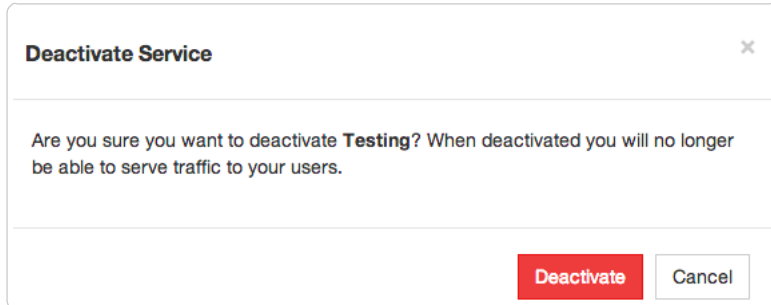 Deactivate Service
×
Are you sure you want to deactivate Testing? When deactivated you will no longer
be able to serve traffic to your users.
Deactivate
Cancel